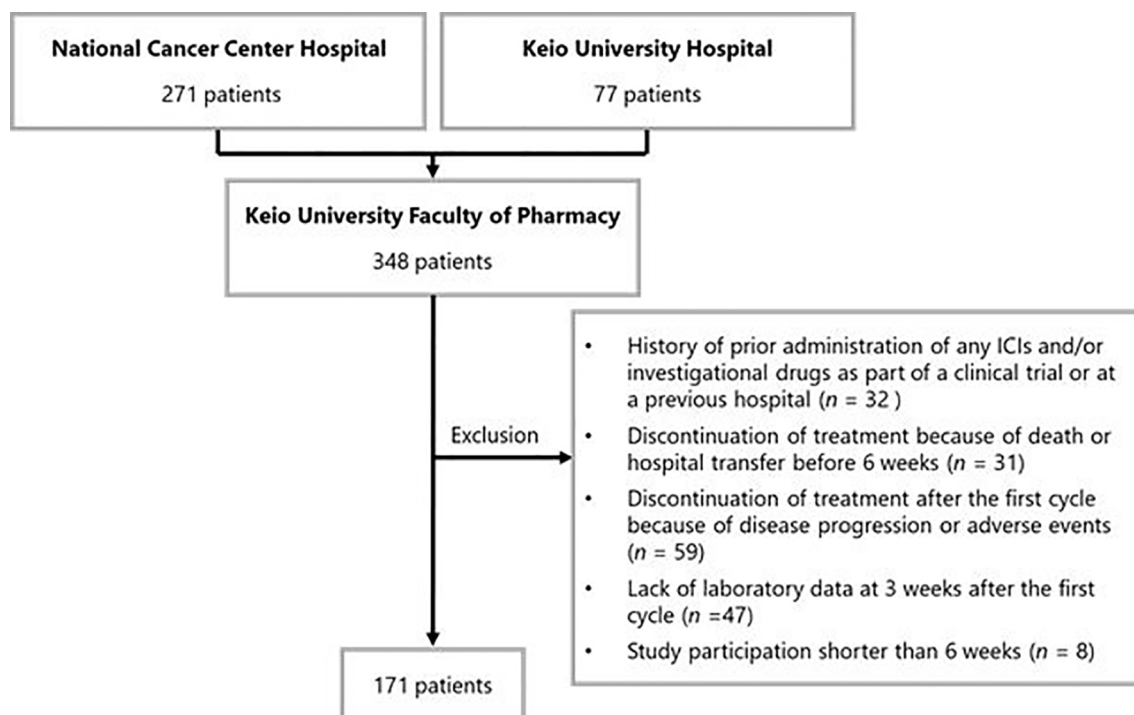 National Cancer Center Hospital
271 patients
Keio University Hospital
77 patients
Keio University Faculty of Pharmacy
348 patients
Exclusion
• History of prior administration of any ICIs and/or
investigational drugs as part of a clinical trial or at
a previous hospital (n = 32 )
• Discontinuation of treatment because of death or
hospital transfer before 6 weeks (n = 31)
• Discontinuation of treatment after the first cycle
because of disease progression or adverse events
(n = 59)
• Lack of laboratory data at 3 weeks after the first
cycle (n =47)
• Study participation shorter than 6 weeks (n = 8)
171 patients